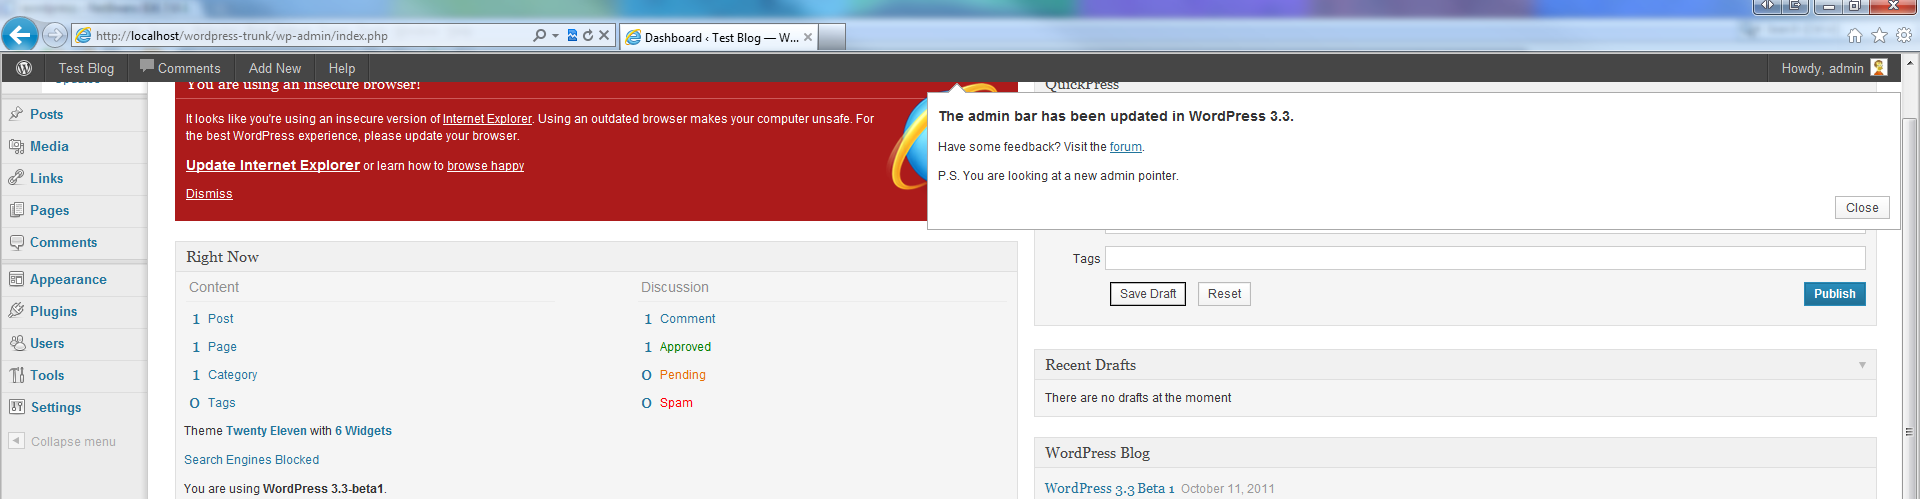 http://localhost/wordpress-trunk/wp-admin/index.php
Dashboard ‹ Test Blog — W...
Test Blog
Comments
Add New
Help
Howdy, admin
Posts
Media
Links
Pages
Comments
Appearance
Plugins
Users
Tools
Settings
Collapse menu
You are using an insecure browser!
It looks like you're using an insecure version of Internet Explorer. Using an outdated browser makes your computer unsafe. For
the best WordPress experience, please update your browser.
Update Internet Explorer or learn how to browse happy
Dismiss
QuickPress
The admin bar has been updated in WordPress 3.3.
Have some feedback? Visit the forum.
P.S. You are looking at a new admin pointer.
Close
Tags
Save Draft
Reset
Publish
Right Now
Content
Discussion
1 Post
1 Comment
1 Page
1 Approved
1 Category
0 Pending
0 Tags
0 Spam
Theme Twenty Eleven with 6 Widgets
Search Engines Blocked
You are using WordPress 3.3-beta1.
Recent Drafts
There are no drafts at the moment
WordPress Blog
WordPress 3.3 Beta 1 October 11, 2011